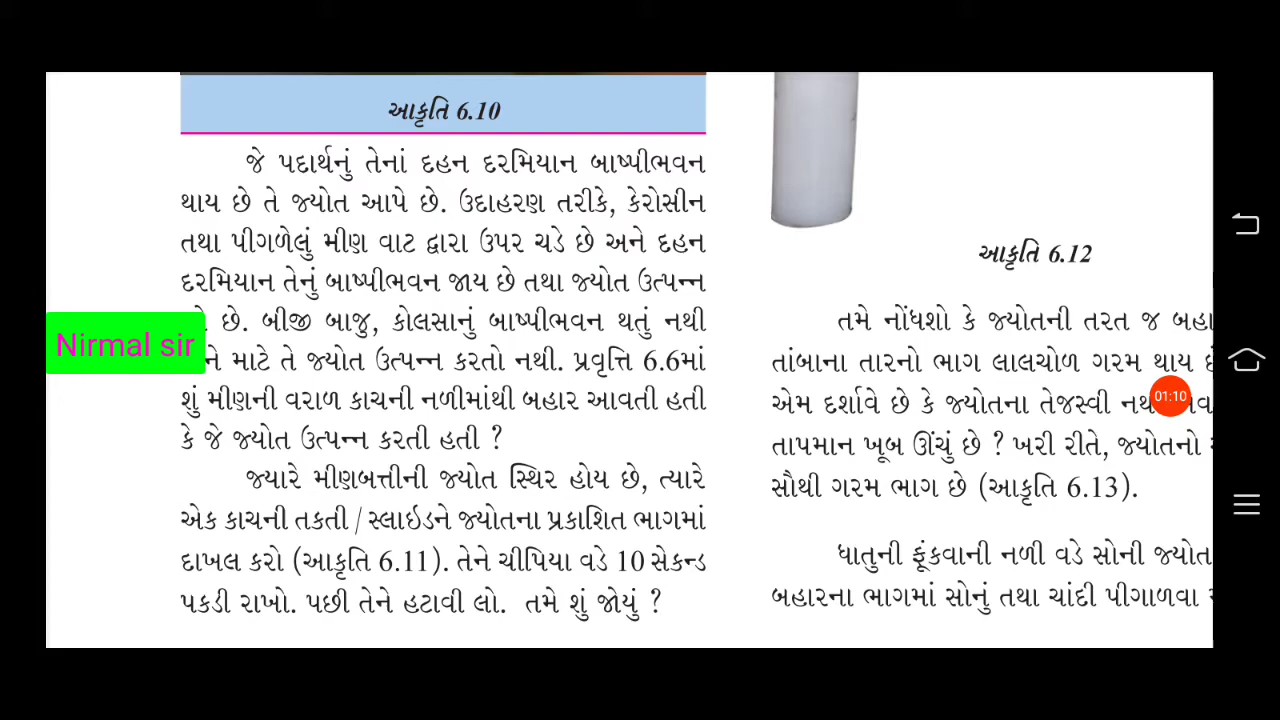 આકૃતિ 6.10
જે પદાર્થનું તેનાં દહન દરમિયાન બાષ્પીભવન
થાય છે તે જ્યોત આપે છે. ઉદાહરણ તરીકે, કેરોસીન
તથા પીગળેલું મીણ વાટ દ્વારા ઉપર ચડે છે અને દહન
દરમિયાન તેનું બાષ્પીભવન જાય છે તથા જ્યોત ઉત્પન્ન
છે. બીજી બાજુ, કોલસાનું બાષ્પીભવન થતું નથી
માટે તે જ્યોત ઉત્પન્ન કરતો નથી. પ્રવૃત્તિ 6.6માં
શું મીણની વરાળ કાચની નળીમાંથી બહાર આવતી હતી
કે જે જ્યોત ઉત્પન્ન કરતી હતી ?
જ્યારે મીણબત્તીની જ્યોત સ્થિર હોય છે, ત્યારે
એક કાચની તકતી / સ્લાઇડને જ્યોતના પ્રકાશિત ભાગમાં
દાખલ કરો (આકૃતિ 6.11). તેને ચીપિયા વડે 10 સેકન્ડ
પકડી રાખો. પછી તેને હટાવી લો. તમે શું જોયું ?
Nirmal sir
આકૃતિ 6.12
તમે નોંધશો કે જ્યોતની તરત જ
તાંબાના તારનો ભાગ લાલચોળ ગરમ થાય
એમ દર્શાવે છે કે જ્યોતના તેજસ્વી
તાપમાન ખૂબ ઊંચું છે ? ખરી રીતે, જ્યોતનો
સૌથી ગરમ ભાગ છે (આકૃતિ 6.13).
ધાતુની ફૂંકવાની નળી વડે સોની જ્યોત
બહારના ભાગમાં સોનું તથા ચાંદી પીગાળવા
01:10